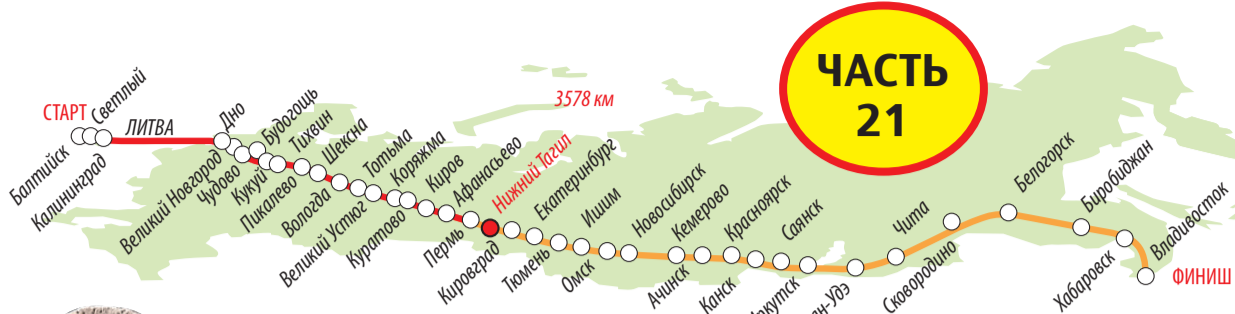 ЧАСТЬ
21
3578 км
СТАРТ
Балтийск
Светлый
Калининград
ЛИТВА
Дно
Великий Новгород
Чудово
Будогощь
Кукуй
Тихвин
Пикалево
Шексна
Вологда
Тотьма
Великий Устюг
Коряжма
Куратово
Киров
Афанасьево
Пермь
Нижний Тагил
Кировград
Екатеринбург
Тюмень
Ишим
Омск
Новосибирск
Кемерово
Ачинск
Красноярск
Канск
Саянск
Чита
Сковородино
Белогорск
Биробиджан
Хабаровск
Владивосток
ФИНИШ